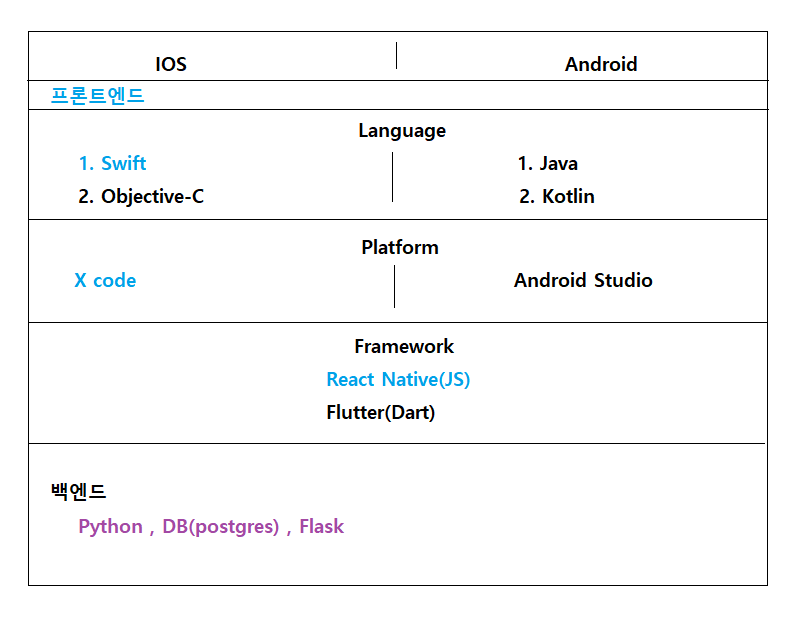 IOS Android
프론트엔드
Language
1. Swift 1. Java
2. Objective-C 2. Kotlin
Platform
X code Android Studio
Framework
React Native(JS)
Flutter(Dart)
백엔드
Python , DB(postgres) , Flask